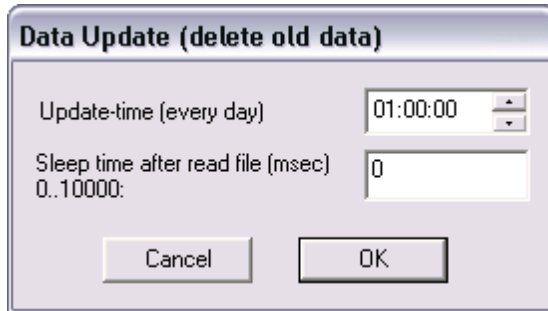 Data Update (delete old data)
Update-time (every day)
01:00:00
Sleep time after read file (msec)
0..10000:
0
Cancel
OK